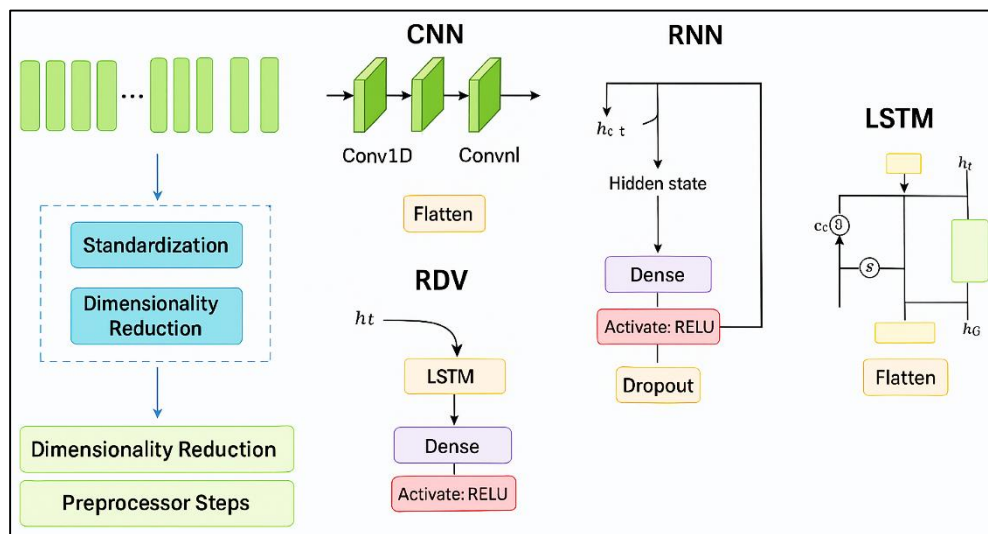 ...
Standardization
Dimensionality
Reduction
Dimensionality Reduction
Preprocessor Steps
CNN
Conv1D
Convnl
Flatten
RDV
ht
LSTM
Dense
Activate: RELU
RNN
hc t
Hidden state
Dense
Activate: RELU
Dropout
LSTM
ht
cc
s
hG
Flatten